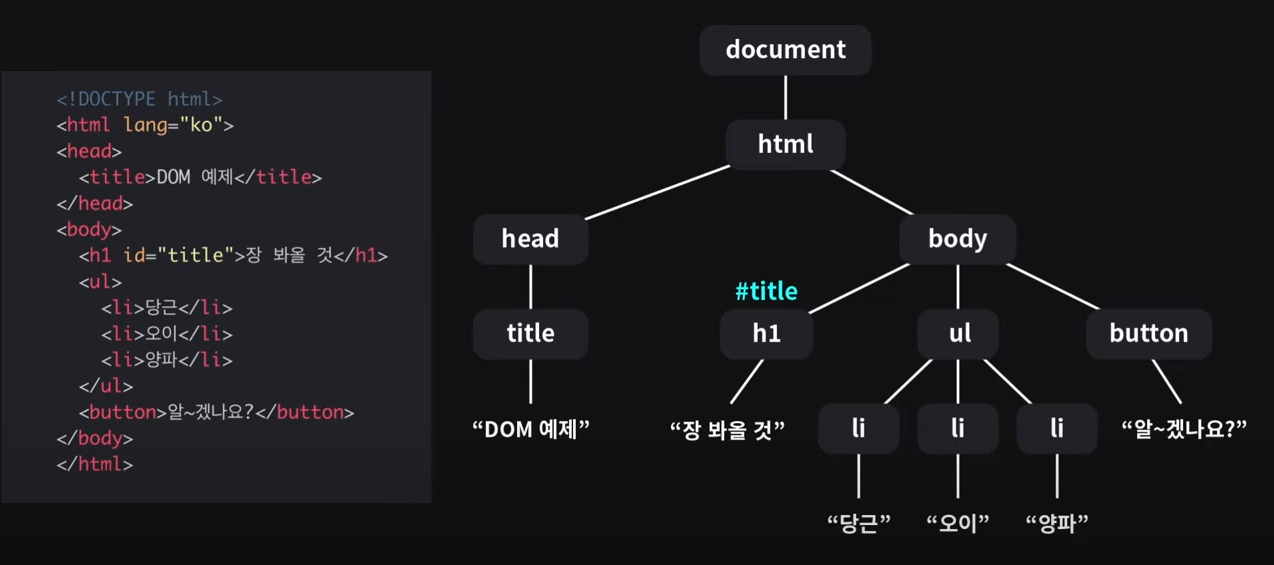 <!DOCTYPE html>
<html lang="ko">
<head>
<title>DOM 예제</title>
</head>
<body>
<h1 id="title">장 봐올 것</h1>
<ul>
<li>당근</li>
<li>오이</li>
<li>양파</li>
</ul>
<button>알~겠나요?</button>
</body>
</html>
document
html
head
body
#title
title
h1
ul
button
“DOM 예제”
“장 봐올 것”
li
li
li
“알~겠나요?”
“당근”
“오이”
“양파”